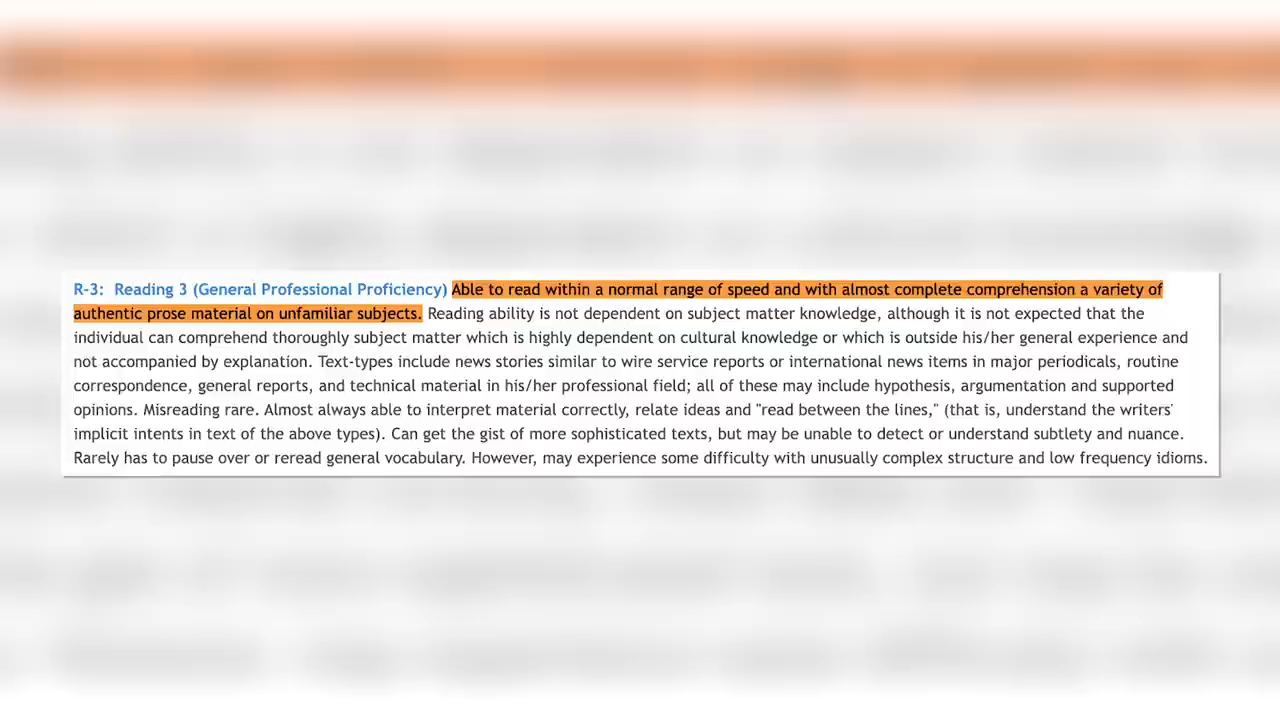 R-3: Reading 3 (General Professional Proficiency) Able to read within a normal range of speed and with almost complete comprehension a variety of
authentic prose material on unfamiliar subjects. Reading ability is not dependent on subject matter knowledge, although it is not expected that the
individual can comprehend thoroughly subject matter which is highly dependent on cultural knowledge or which is outside his/her general experience and
not accompanied by explanation. Text-types include news stories similar to wire service reports or international news items in major periodicals, routine
correspondence, general reports, and technical material in his/her professional field; all of these may include hypothesis, argumentation and supported
opinions. Misreading rare. Almost always able to interpret material correctly, relate ideas and "read between the lines," (that is, understand the writers'
implicit intents in text of the above types). Can get the gist of more sophisticated texts, but may be unable to detect or understand subtlety and nuance.
Rarely has to pause over or reread general vocabulary. However, may experience some difficulty with unusually complex structure and low frequency idioms.